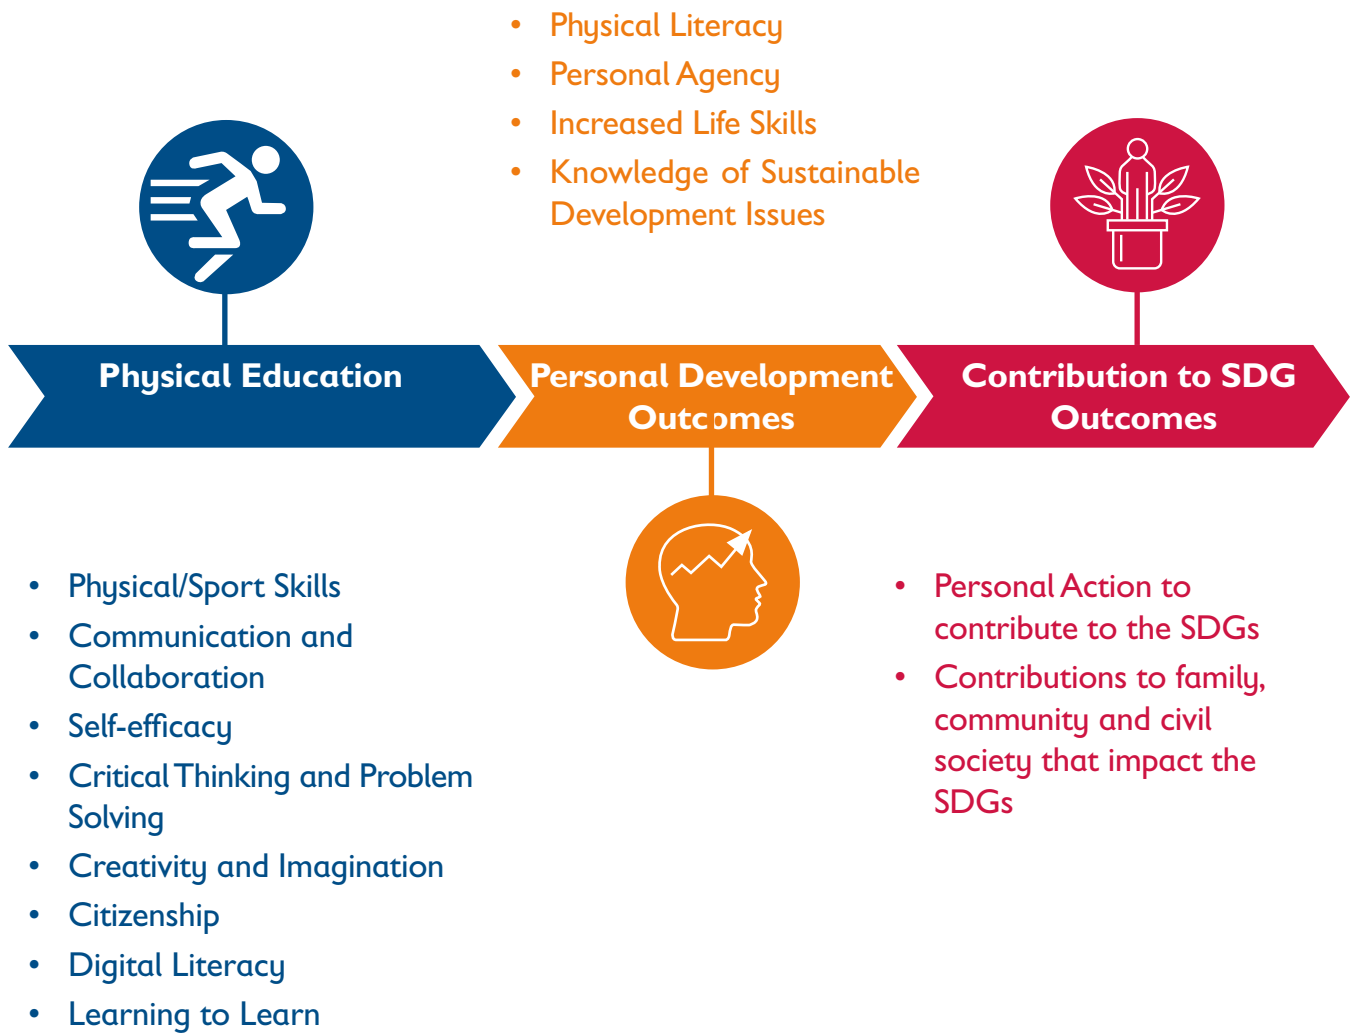 • Physical Literacy
• Personal Agency
• Increased Life Skills
• Knowledge of Sustainable
Development Issues
Physical Education
Personal Development
Outcomes
Contribution to SDG
Outcomes
• Physical/Sport Skills
• Communication and
Collaboration
• Self-efficacy
• Critical Thinking and Problem
Solving
• Creativity and Imagination
• Citizenship
• Digital Literacy
• Learning to Learn
• Personal Action to
contribute to the SDGs
• Contributions to family,
community and civil
society that impact the
SDGs